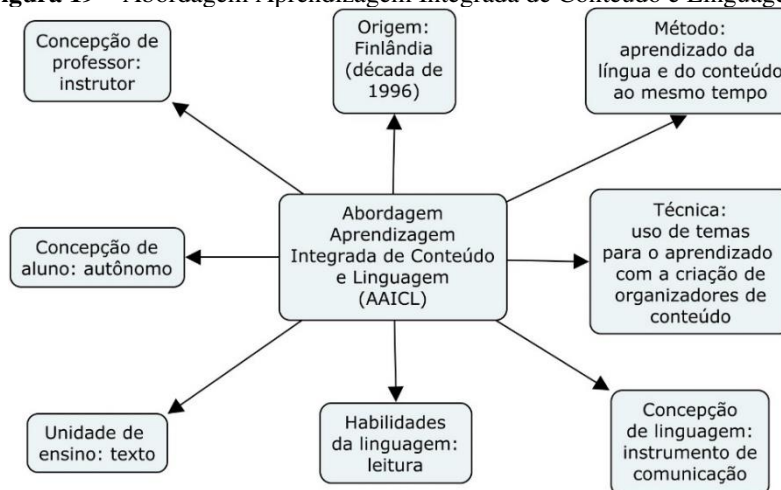 Figura 19 – Abordagem Aprendizagem Integrada de Conteúdo e Linguagem
Concepção de
professor:
instrutor
Origem:
Finlândia
(década de
1996)
Método:
aprendizado da
língua e do conteúdo
ao mesmo tempo
Concepção de
aluno: autônomo
Abordagem
Aprendizagem
Integrada de Conteúdo
e Linguagem
(AAICL)
Técnica:
uso de temas
para o aprendizado
com a criação de
organizadores de
conteúdo
Unidade de
ensino: texto
Habilidades
da linguagem:
leitura
Concepção
de linguagem:
instrumento de
comunicação